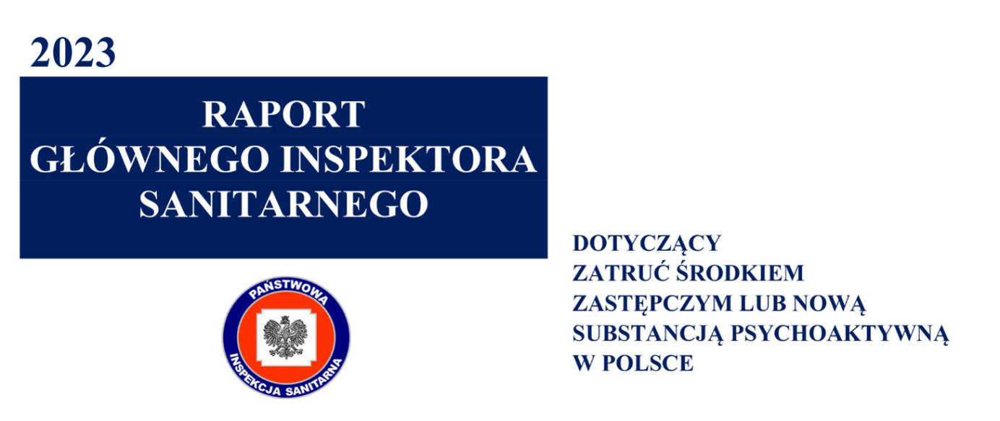 2023
RAPORT
GŁÓWNEGO INSPEKTORA
SANITARNEGO
DOTYCZĄCY
ZATRUĆ ŚRODKIEM
ZASTĘPCZYM LUB NOWĄ
SUBSTANCJĄ PSYCHOAKTYWNĄ
W POLSCE
PAŃSTWOWA
INSPEKCJA SANITARNA